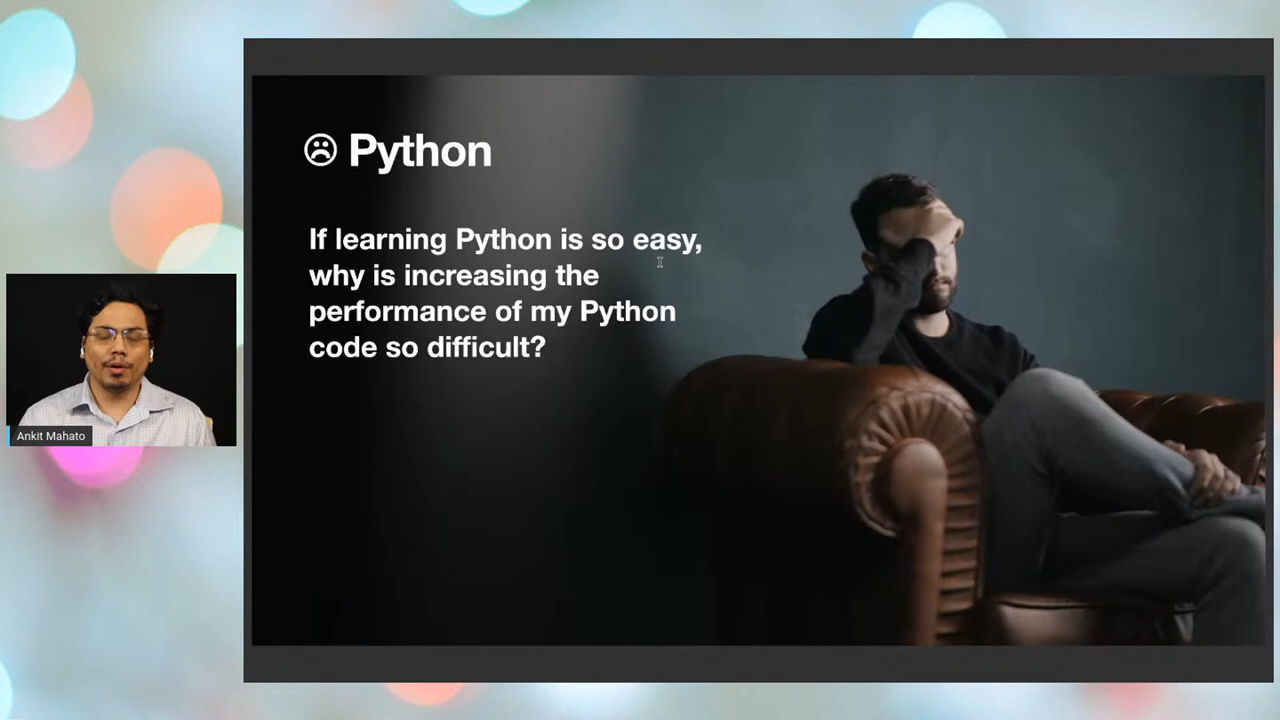 Python
If learning Python is so easy,
why is increasing the
performance of my Python
code so difficult?
Ankit Mahato